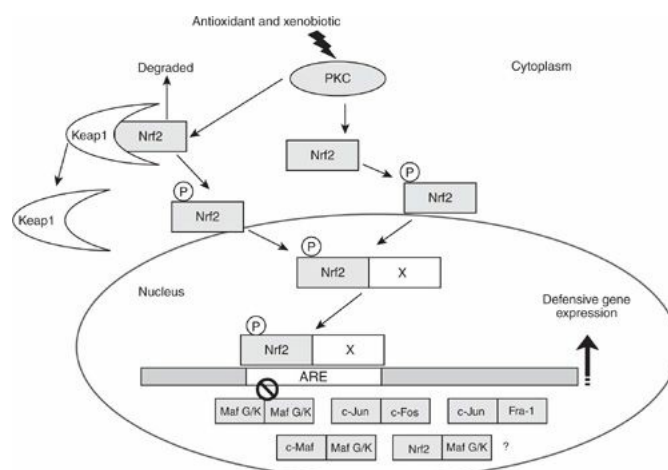 Antioxidant and xenobiotic
Degraded
PKC
Cytoplasm
Keap1
Nrf2
Nrf2
P
Nrf2
P
Keap1
Nrf2
P
Nrf2
X
Nucleus
Defensive gene
expression
P
Nrf2
X
ARE
Maf G/K
Maf G/K
c-Jun
c-Fos
c-Jun
Fra-1
c-Maf
Maf G/K
Nrf2
Maf G/K
?